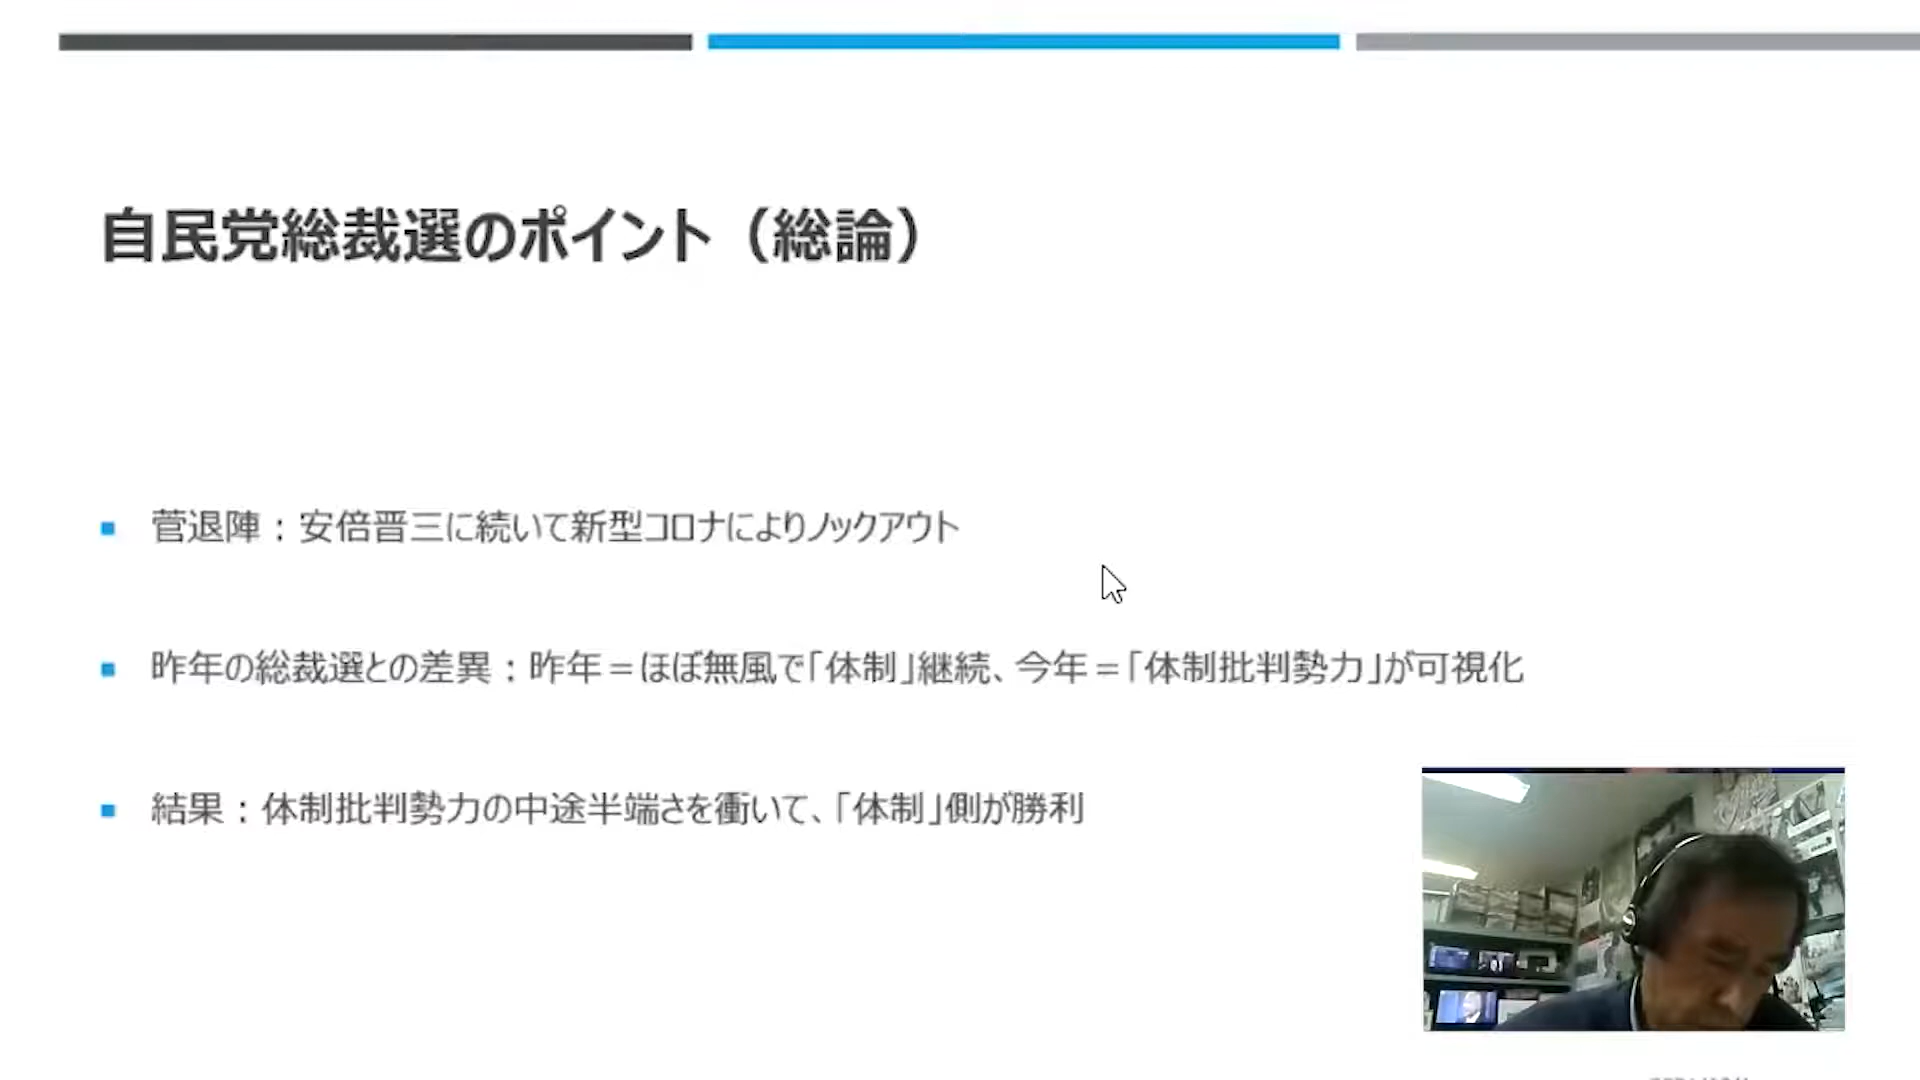 自民党総裁選のポイント（総論）
菅退陣：安倍晋三に続いて新型コロナによりノックアウト
昨年の総裁選との差異：昨年＝ほぼ無風で「体制」継続、今年＝「体制批判勢力」が可視化
結果：体制批判勢力の中途半端さを衝いて、「体制」側が勝利